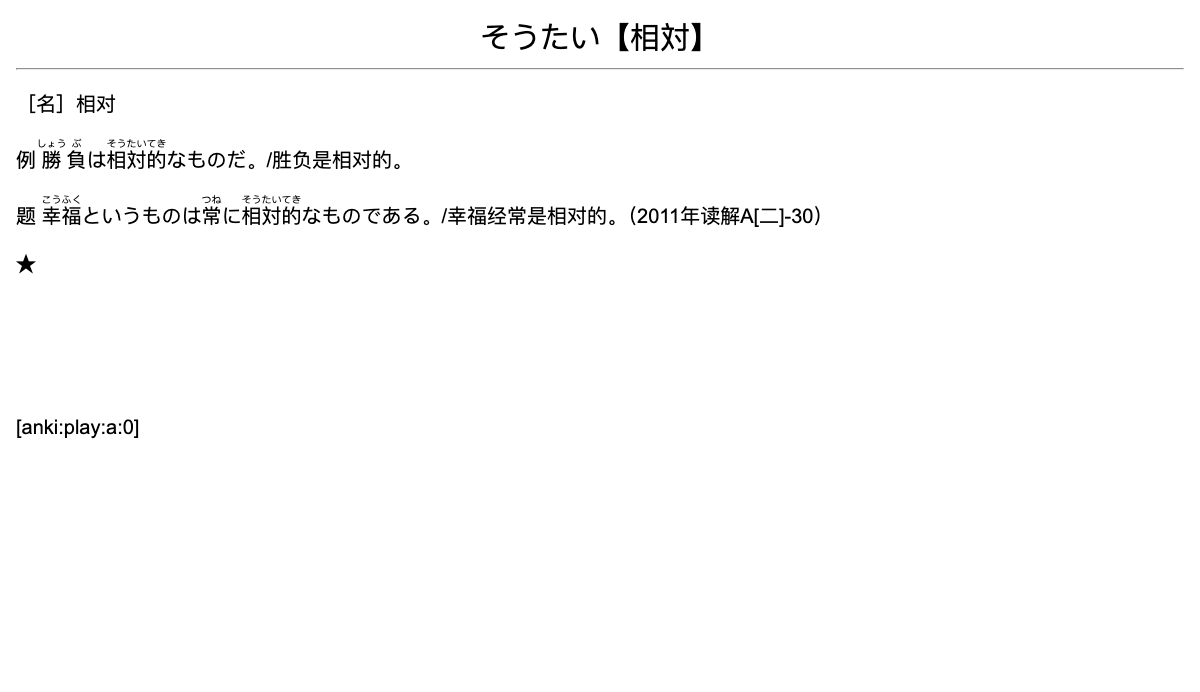 そうたい【相対】
［名］相对
しょう ぶ そうたいてき
例 勝 負は相対的なものだ。/胜负是相对的。
こうふく つね そうたいてき
题 幸福というものは常に相対的なものである。/幸福经常是相对的。（2011年读解A[二]-30）
★
[anki:play:a:0]